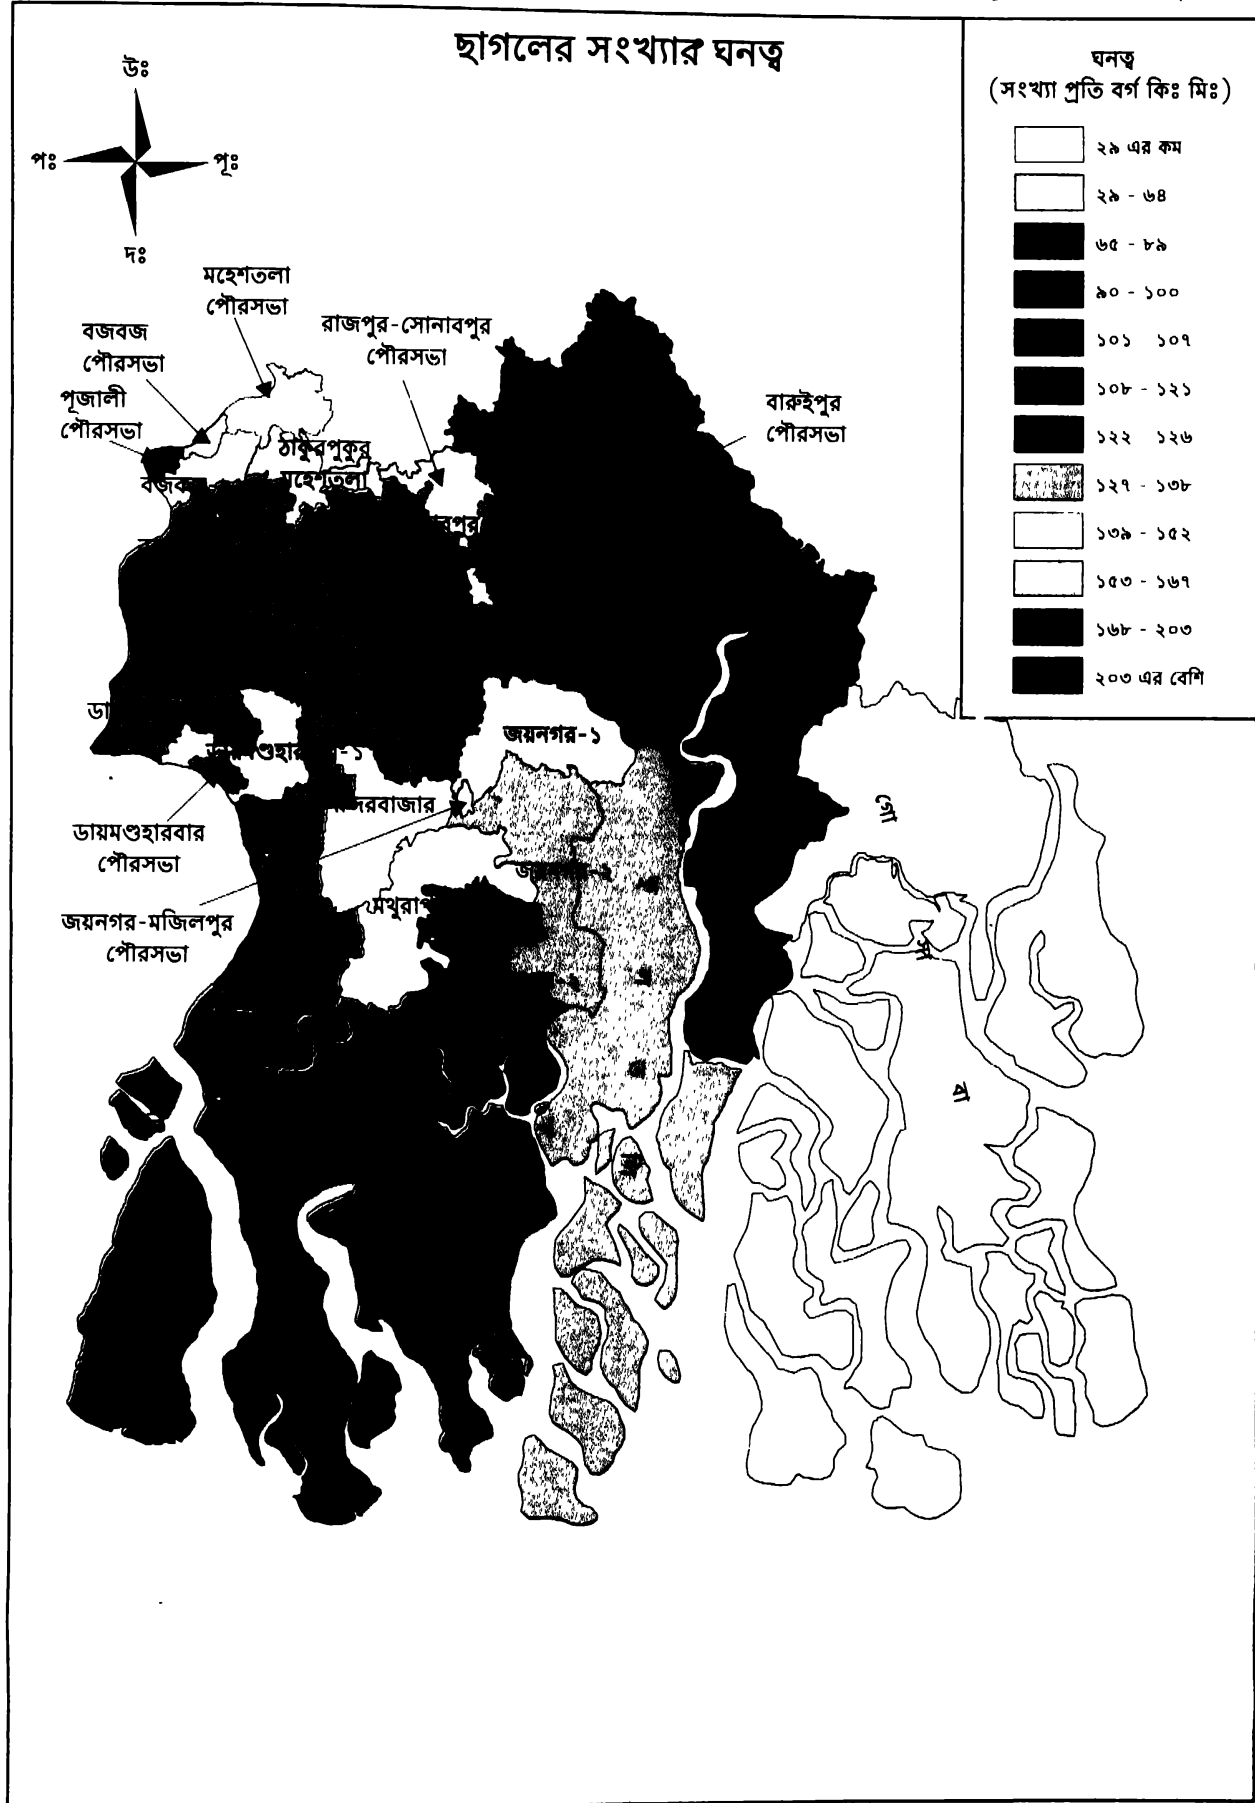 ছাগলের সংখ্যার ঘনত্ব
ঘনত্ব
(সংখ্যা প্রতি বর্গ কিঃ মিঃ)
২৯ এর কম
২৯ - ৬৪
৬৫ - ৮৯
৯০ - ১০০
১০১ ১০৭
১০৮ - ১২১
১২২ ১২৬
১২৭ - ১৩৮
১৩৯ - ১৫২
১৫৩ - ১৬৭
১৬৮ - ২০৩
২০৩ এর বেশি
উঃ
পঃ
পূঃ
দঃ
মহেশতলা
পৌরসভা
রাজপুর-সোনাবপুর
পৌরসভা
বজবজ
পৌরসভা
পূজালী
পৌরসভা
বারুইপুর
পৌরসভা
ঠাকুরপুকুর
মহেশতলা
জয়নগর-১
ডায়মণ্ডহারবার
পৌরসভা
জয়নগর-মজিলপুর
পৌরসভা
গো
সা
বা